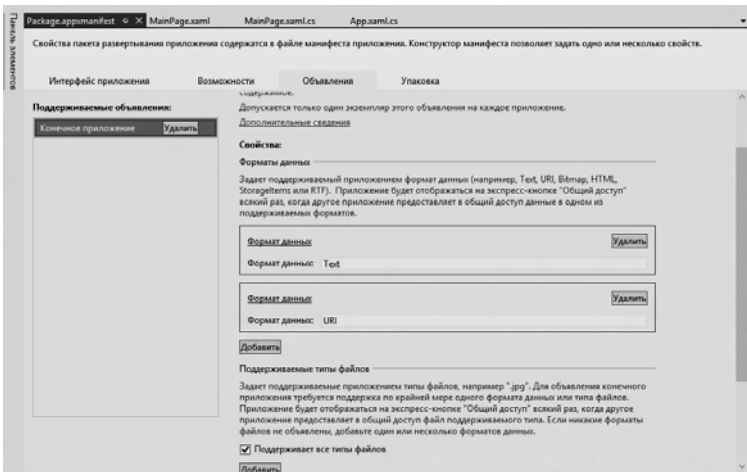 Package.appxmanifest MainPage.xaml MainPage.xaml.cs App.xaml.cs
Панель элементов
Свойства пакета развертывания приложения содержатся в файле манифеста приложения. Конструктор манифеста позволяет задать одно или несколько свойств.
Интерфейс приложения Возможности Объявления Упаковка
содержимое.
Поддерживаемые объявления:
Допускается только один экземпляр этого объявления на каждое приложение.
Конечное приложение Удалить
Дополнительные сведения
Свойства:
Форматы данных
Задает поддерживаемый приложением формат данных (например, Text, URI, Bitmap, HTML,
StorageItems или RTF). Приложение будет отображаться на экспресс-кнопке "Общий доступ"
всякий раз, когда другое приложение предоставляет в общий доступ данные в одном из
поддерживаемых форматов.
Формат данных Удалить
Формат данных: Text
Формат данных Удалить
Формат данных: URI
Добавить
Поддерживаемые типы файлов
Задает поддерживаемые приложением типы файлов, например ".jpg". Для объявления конечного
приложения требуется поддержка по крайней мере одного формата данных или типа файлов.
Приложение будет отображаться на экспресс-кнопке "Общий доступ" всякий раз, когда другое
приложение предоставляет в общий доступ файл поддерживаемого типа. Если никакие форматы
файлов не объявлены, добавьте один или несколько форматов данных.
Поддерживает все типы файлов
Добавить